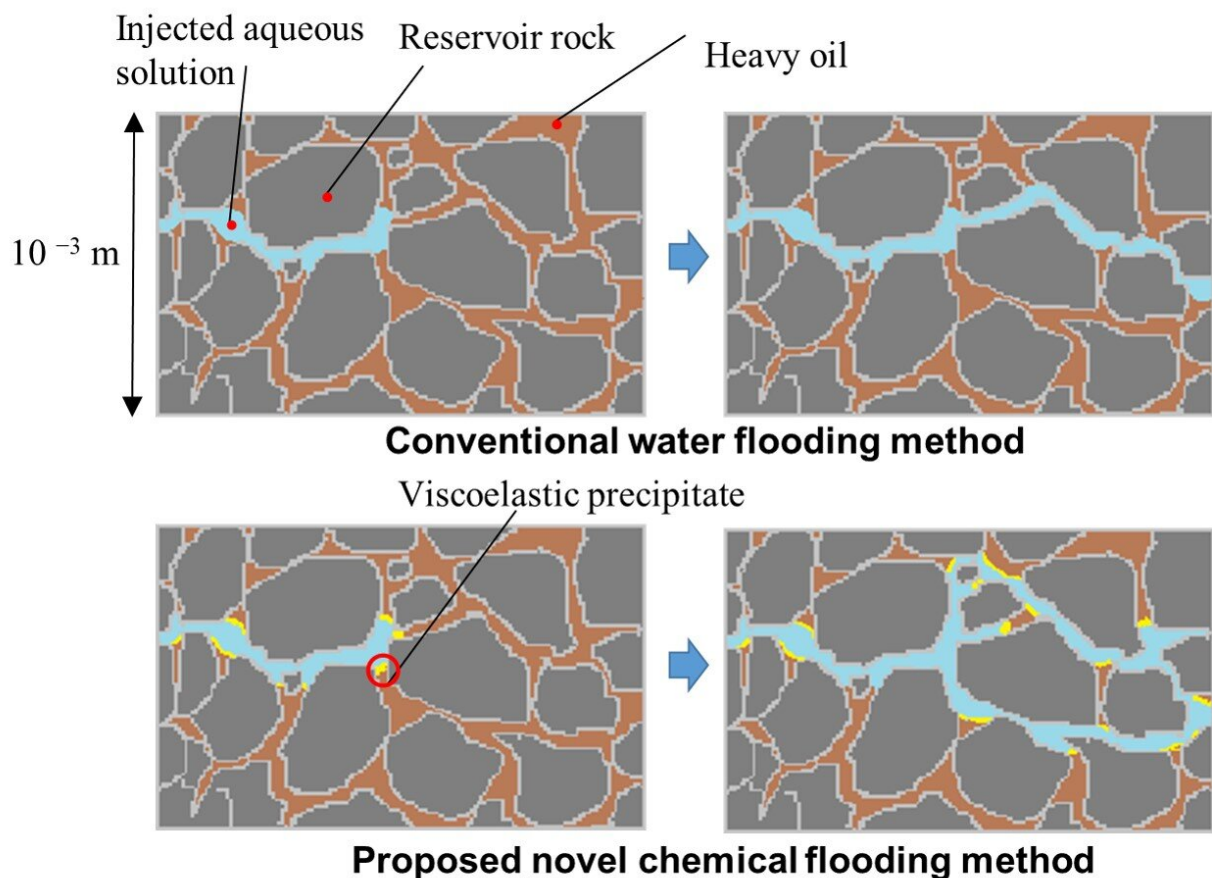 Injected aqueous
solution
Reservoir rock
Heavy oil
10 ⁻³ m
Conventional water flooding method
Viscoelastic precipitate
Proposed novel chemical flooding method